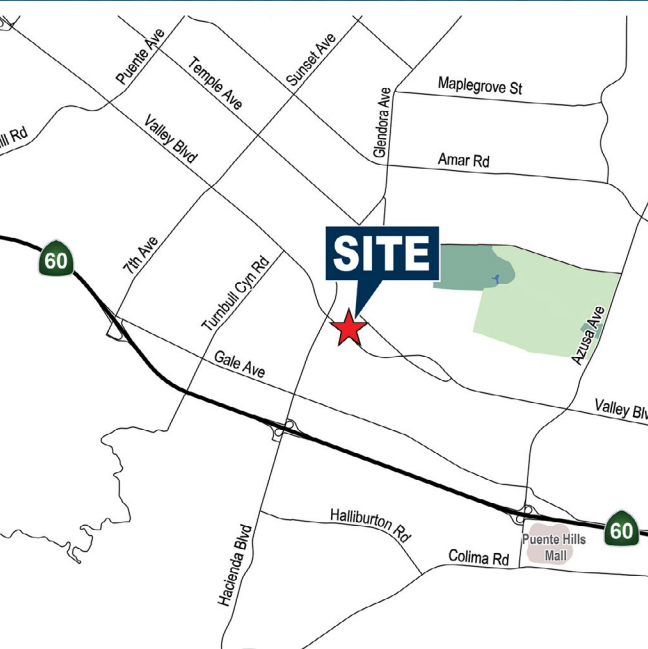 Puente Ave
Sunset Ave
Temple Ave
Maplegrove St
Glendora Ave
Valley Blvd
ill Rd
Amar Rd
SITE
7th Ave
60
Turnbull Cyn Rd
Azusa Ave
Gale Ave
Valley Blv
Halliburton Rd
60
Puente Hills
Mall
Hacienda Blvd
Colima Rd